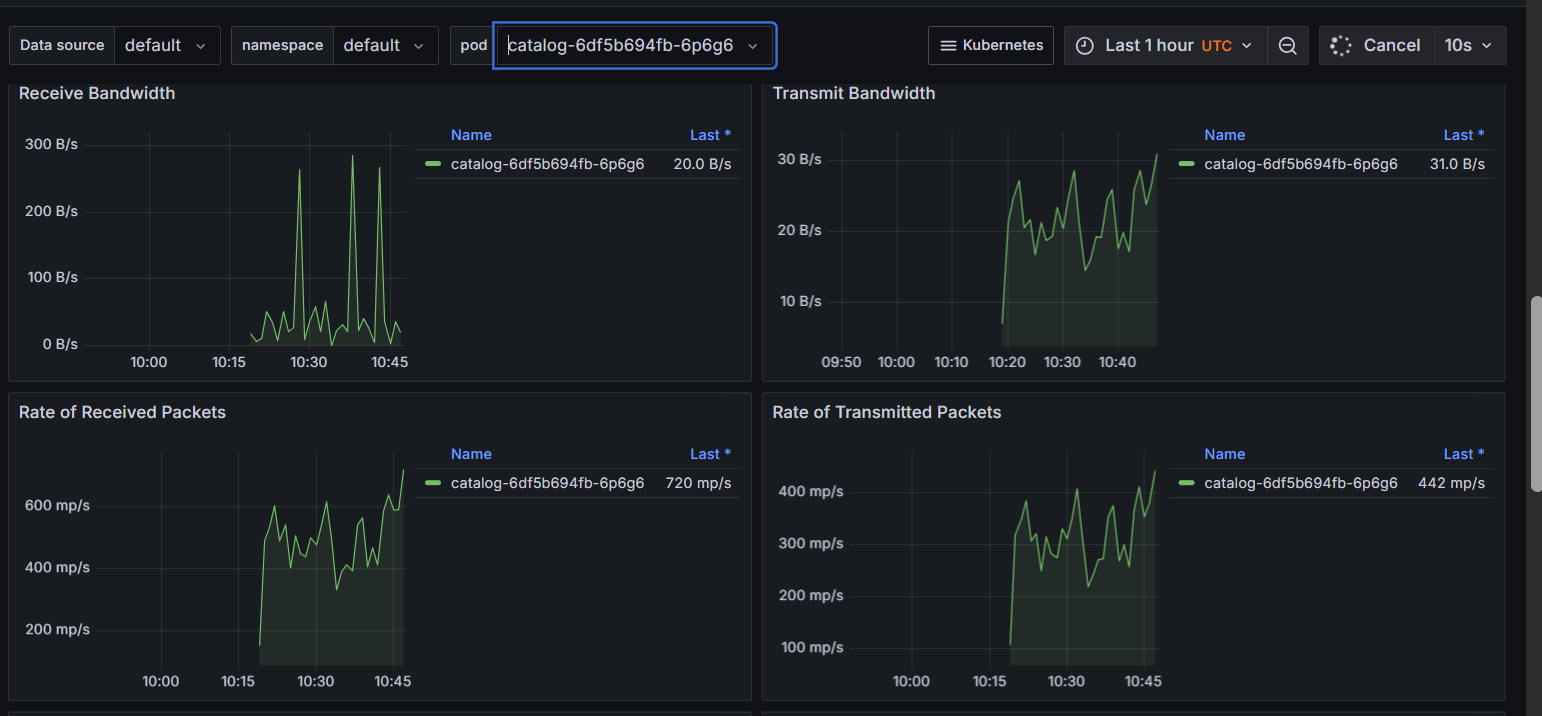 Data source default namespace default pod catalog-6df5b694fb-6p6g6 Kubernetes Last 1 hour UTC Cancel 10s
Receive Bandwidth
Name Last *
catalog-6df5b694fb-6p6g6 20.0 B/s
300 B/s
200 B/s
100 B/s
0 B/s
10:00 10:15 10:30 10:45
Transmit Bandwidth
Name Last *
catalog-6df5b694fb-6p6g6 31.0 B/s
30 B/s
20 B/s
10 B/s
09:50 10:00 10:10 10:20 10:30 10:40
Rate of Received Packets
Name Last *
catalog-6df5b694fb-6p6g6 720 mp/s
600 mp/s
400 mp/s
200 mp/s
10:00 10:15 10:30 10:45
Rate of Transmitted Packets
Name Last *
catalog-6df5b694fb-6p6g6 442 mp/s
400 mp/s
300 mp/s
200 mp/s
100 mp/s
10:00 10:15 10:30 10:45